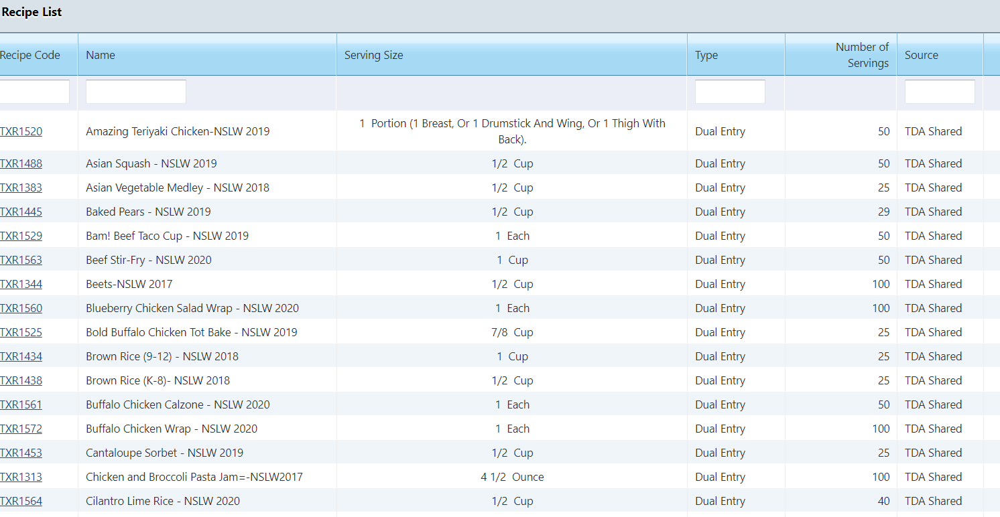 Recipe List
Recipe Code Name Serving Size Type Number of Servings Source
TXR1520 Amazing Teriyaki Chicken-NSLW 2019 1 Portion (1 Breast, Or 1 Drumstick And Wing, Or 1 Thigh With Back). Dual Entry 50 TDA Shared
TXR1488 Asian Squash - NSLW 2019 1/2 Cup Dual Entry 50 TDA Shared
TXR1383 Asian Vegetable Medley - NSLW 2018 1/2 Cup Dual Entry 25 TDA Shared
TXR1445 Baked Pears - NSLW 2019 1/2 Cup Dual Entry 29 TDA Shared
TXR1529 Bam! Beef Taco Cup - NSLW 2019 1 Each Dual Entry 50 TDA Shared
TXR1563 Beef Stir-Fry - NSLW 2020 1 Cup Dual Entry 50 TDA Shared
TXR1344 Beets-NSLW 2017 1/2 Cup Dual Entry 100 TDA Shared
TXR1560 Blueberry Chicken Salad Wrap - NSLW 2020 1 Each Dual Entry 100 TDA Shared
TXR1525 Bold Buffalo Chicken Tot Bake - NSLW 2019 7/8 Cup Dual Entry 25 TDA Shared
TXR1434 Brown Rice (9-12) - NSLW 2018 1 Cup Dual Entry 25 TDA Shared
TXR1438 Brown Rice (K-8)- NSLW 2018 1/2 Cup Dual Entry 25 TDA Shared
TXR1561 Buffalo Chicken Calzone - NSLW 2020 1 Each Dual Entry 50 TDA Shared
TXR1572 Buffalo Chicken Wrap - NSLW 2020 1 Each Dual Entry 100 TDA Shared
TXR1453 Cantaloupe Sorbet - NSLW 2019 1/2 Cup Dual Entry 25 TDA Shared
TXR1313 Chicken and Broccoli Pasta Jam=-NSLW2017 4 1/2 Ounce Dual Entry 100 TDA Shared
TXR1564 Cilantro Lime Rice - NSLW 2020 1/2 Cup Dual Entry 40 TDA Shared